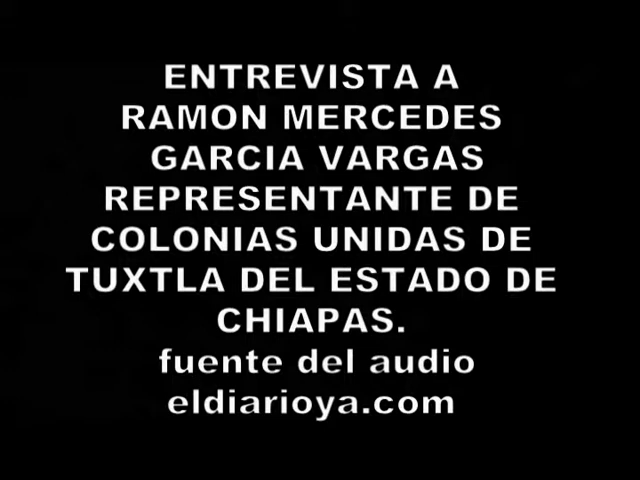 ENTREVISTA A
RAMON MERCEDES
GARCIA VARGAS
REPRESENTANTE DE
COLONIAS UNIDAS DE
TUXTLA DEL ESTADO DE
CHIAPAS.
fuente del audio
eldiarioya.com